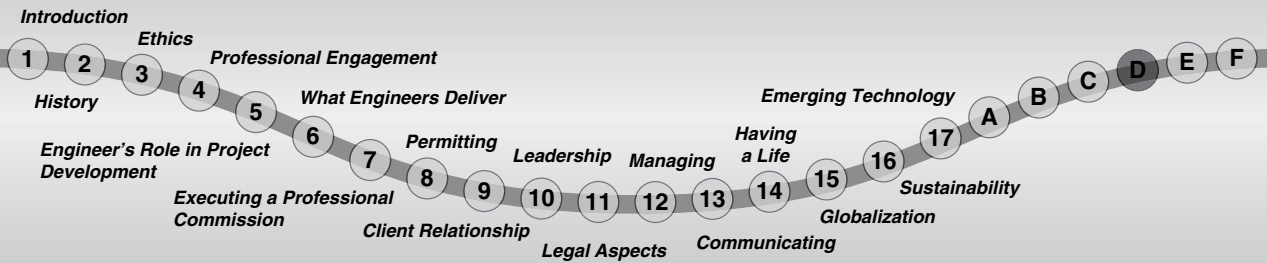 Introduction
Ethics
Professional Engagement
1
2
3
4
History
5
What Engineers Deliver
Emerging Technology
A
B
C
D
E
F
6
Engineer's Role in Project
Development
7
Permitting
8
Leadership
Managing
Having
a Life
17
16
15
14
Executing a Professional
Commission
9
10
11
12
13
Sustainability
Client Relationship
Globalization
Legal Aspects
Communicating